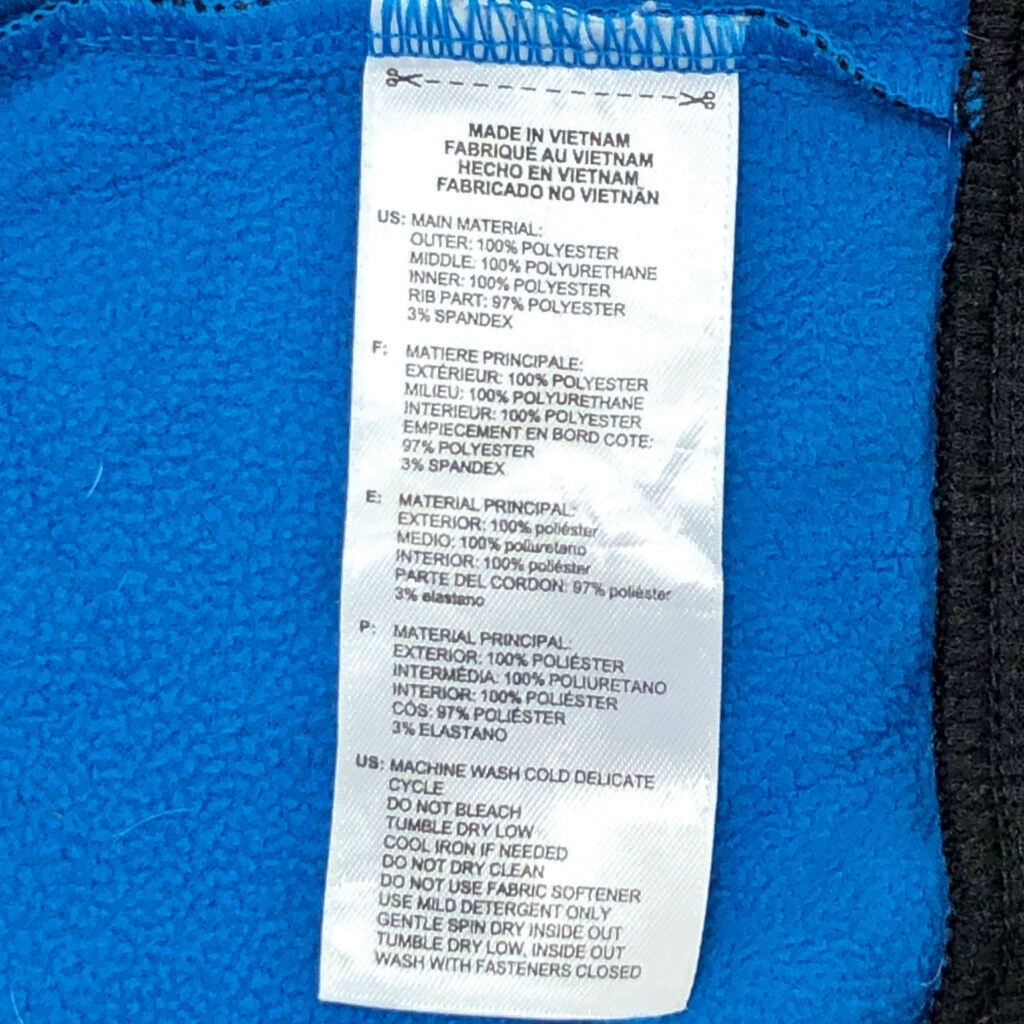 MADE IN VIETNAM
FABRIQUÉ AU VIETNAM
HECHO EN VIETNAM
FABRICADO NO VIETNÃN
US: MAIN MATERIAL:
OUTER: 100% POLYESTER
MIDDLE: 100% POLYURETHANE
INNER: 100% POLYESTER
RIB PART: 97% POLYESTER
3% SPANDEX
F: MATIERE PRINCIPALE:
EXTÉRIEUR: 100% POLYESTER
MILIEU: 100% POLYURETHANE
INTERIEUR: 100% POLYESTER
EMPIECEMENT EN BORD COTE:
97% POLYESTER
3% SPANDEX
E: MATERIAL PRINCIPAL:
EXTERIOR: 100% poliéster
MEDIO: 100% poliuretano
INTERIOR: 100% poliéster
PARTE DEL CORDON: 97% poliéster
3% elastano
P: MATERIAL PRINCIPAL:
EXTERIOR: 100% POLIÉSTER
INTERMÉDIA: 100% POLIURETANO
INTERIOR: 100% POLIÉSTER
CÓS: 97% POLIÉSTER
3% ELASTANO
US: MACHINE WASH COLD DELICATE
CYCLE
DO NOT BLEACH
TUMBLE DRY LOW
COOL IRON IF NEEDED
DO NOT DRY CLEAN
DO NOT USE FABRIC SOFTENER
USE MILD DETERGENT ONLY
GENTLE SPIN DRY INSIDE OUT
TUMBLE DRY LOW, INSIDE OUT
WASH WITH FASTENERS CLOSED